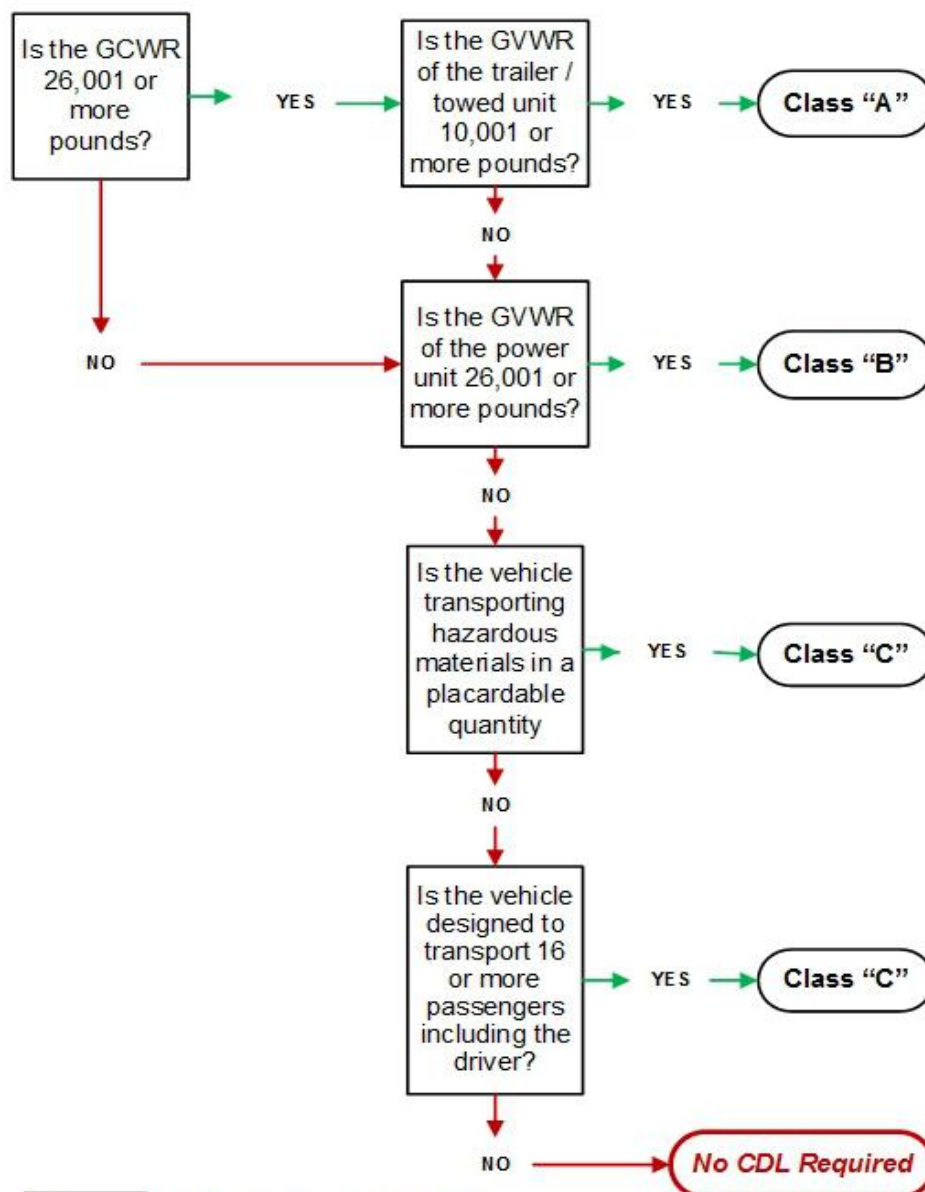 Is the GCWR
26,001 or
more
pounds?
YES
Is the GVWR
of the trailer /
towed unit
10,001 or
more pounds?
YES
Class “A”
NO
NO
Is the GVWR
of the power
unit 26,001 or
more pounds?
YES
Class “B”
NO
Is the vehicle
transporting
hazardous
materials in a
placardable
quantity
YES
Class “C”
NO
Is the vehicle
designed to
transport 16
or more
passengers
including the
driver?
YES
Class “C”
NO
No CDL Required